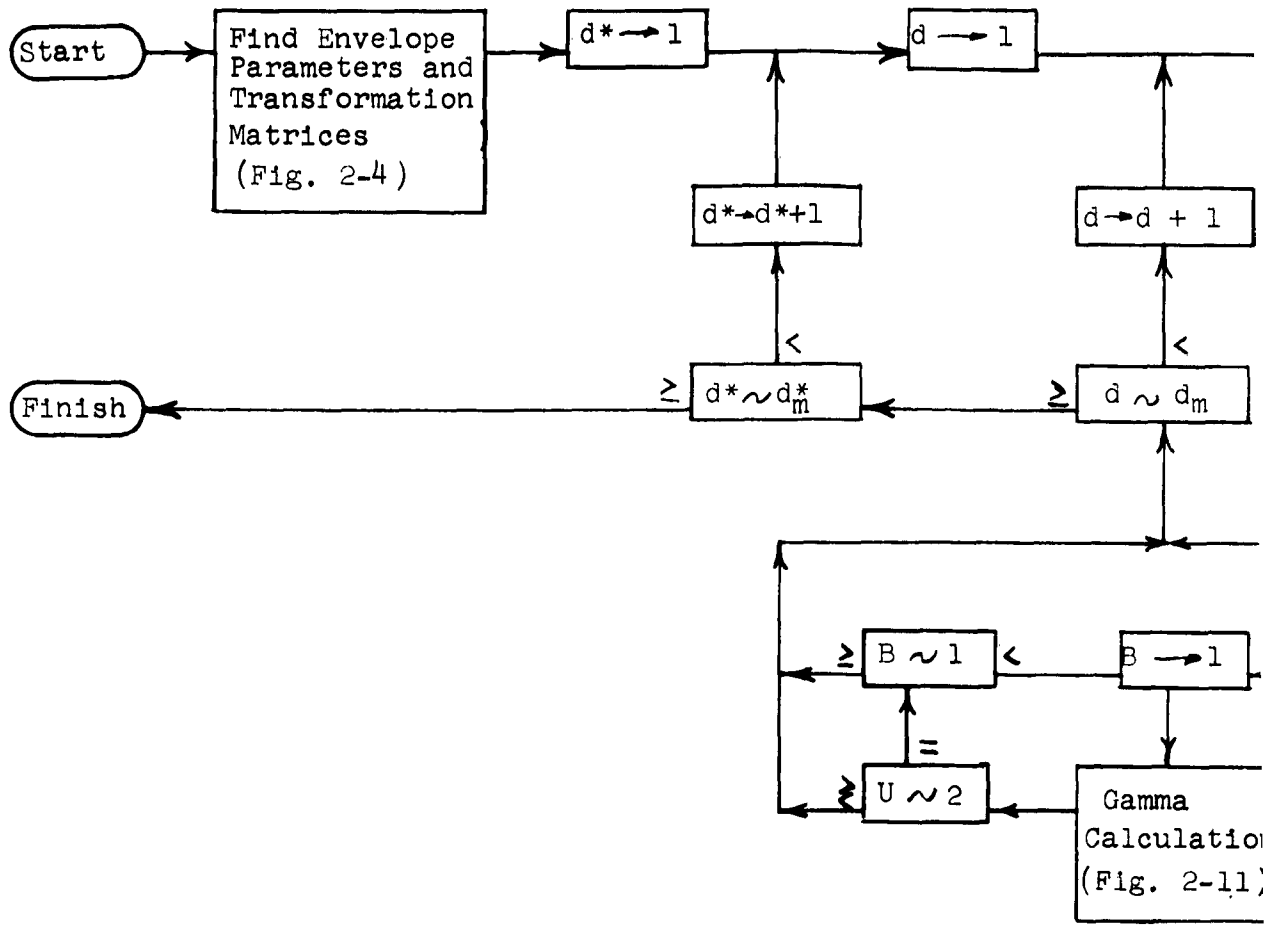 Start
Find Envelope
Parameters and
Transformation
Matrices
(Fig. 2-4)
d* → 1
d → 1
d*→d*+1
d→d + 1
<
<
≥
d* ~ d*m
≥
d ~ dm
Finish
≥
B ~ 1
<
B → 1
=
≷
U ~ 2
Gamma
Calculation
(Fig. 2-11)